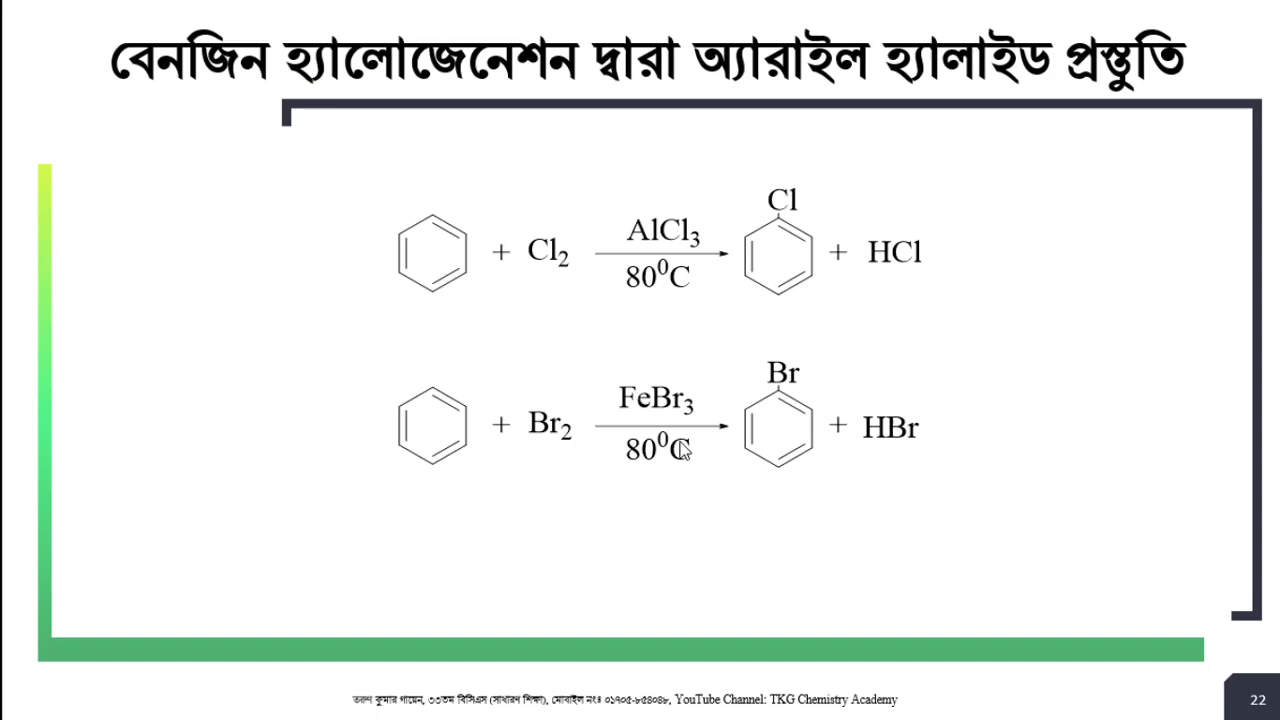 বেনজিন হ্যালোজেনেশন দ্বারা অ্যারাইল হ্যালাইড প্রস্তুতি
Cl
+ Cl₂ AlCl₃ + HCl
80⁰C
Br
+ Br₂ FeBr₃ + HBr
80⁰C
তরুণ কুমার গায়েন, ৩৩তম বিসিএস (সাধারণ শিক্ষা), মোবাইল নংঃ ০১৭০৫-৮৫৪০৪৮, YouTube Channel: TKG Chemistry Academy
22